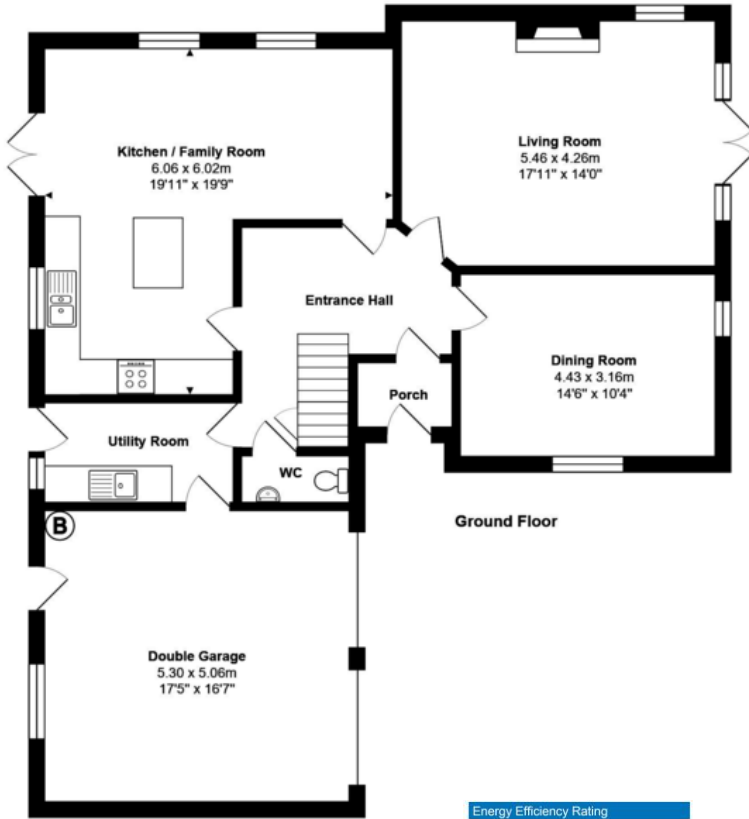 Kitchen / Family Room
6.06 x 6.02m
19'11" x 19'9"
Living Room
5.46 x 4.26m
17'11" x 14'0"
Entrance Hall
Dining Room
4.43 x 3.16m
14'6" x 10'4"
Porch
Utility Room
WC
Ground Floor
B
Double Garage
5.30 x 5.06m
17'5" x 16'7"
Energy Efficiency Rating